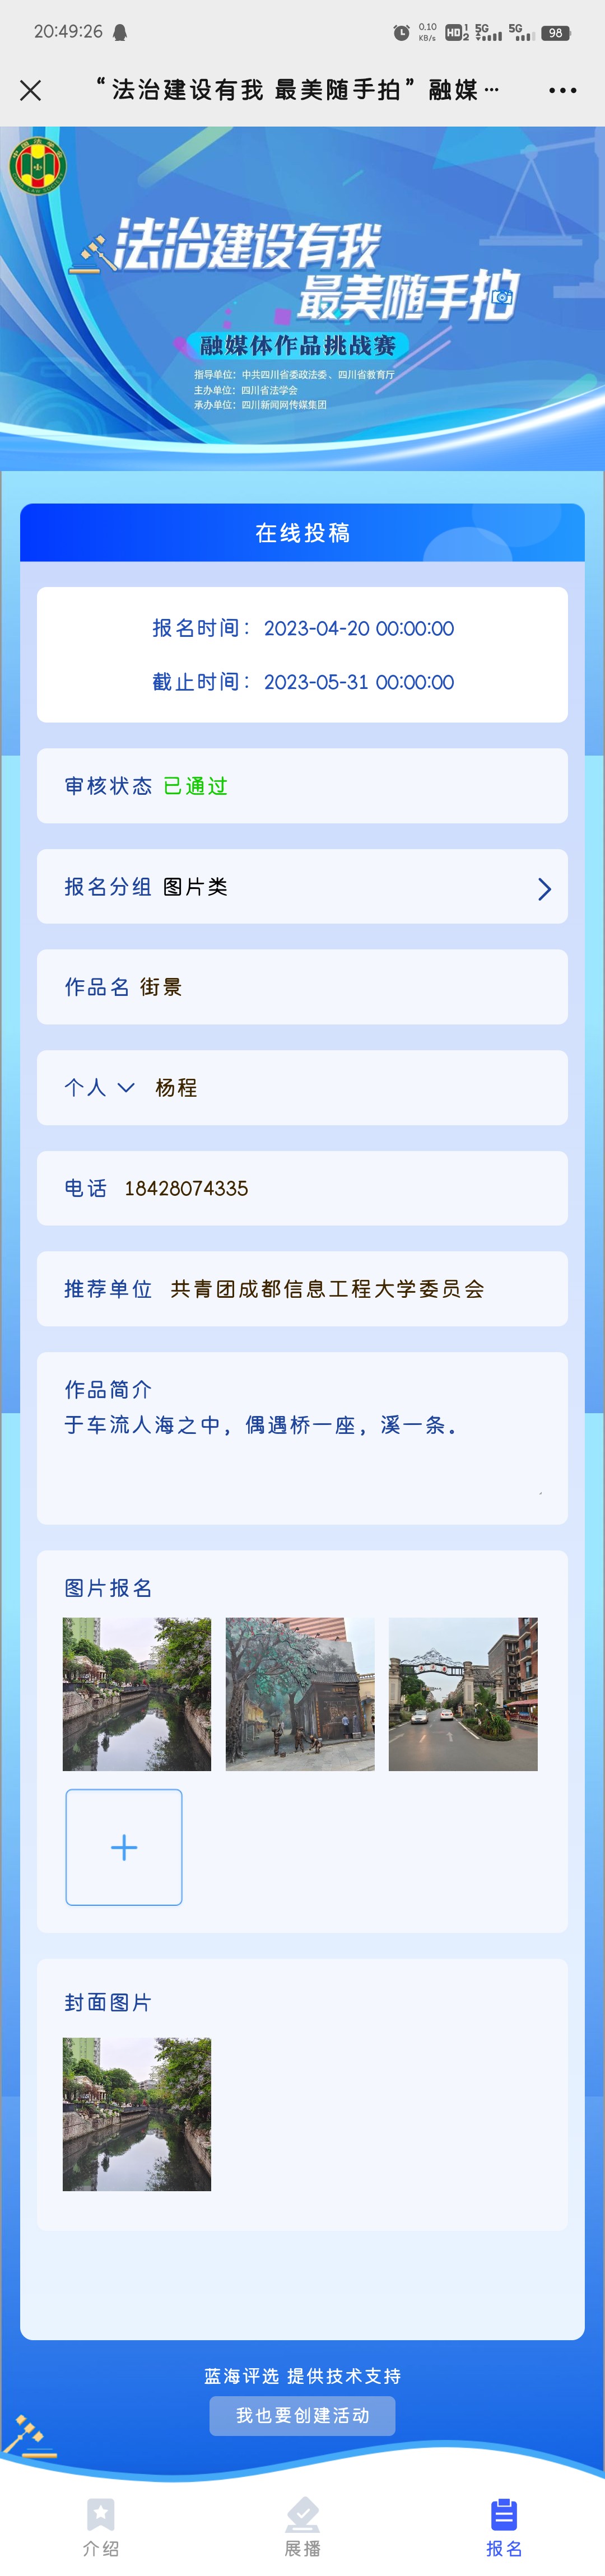 20:49:26
0.10 KB/s HD 1 2 5G 5G 98
“法治建设有我 最美随手拍”融媒…
中国法学会
法治建设有我
最美随手拍
融媒体作品挑战赛
指导单位：中共四川省委政法委、四川省教育厅
主办单位：四川省法学会
承办单位：四川新闻网传媒集团
在线投稿
报名时间：2023-04-20 00:00:00
截止时间：2023-05-31 00:00:00
审核状态 已通过
报名分组 图片类
作品名 街景
个人 杨程
电话 18428074335
推荐单位 共青团成都信息工程大学委员会
作品简介
于车流人海之中，偶遇桥一座，溪一条。
图片报名
封面图片
蓝海评选 提供技术支持
我也要创建活动
介绍 展播 报名